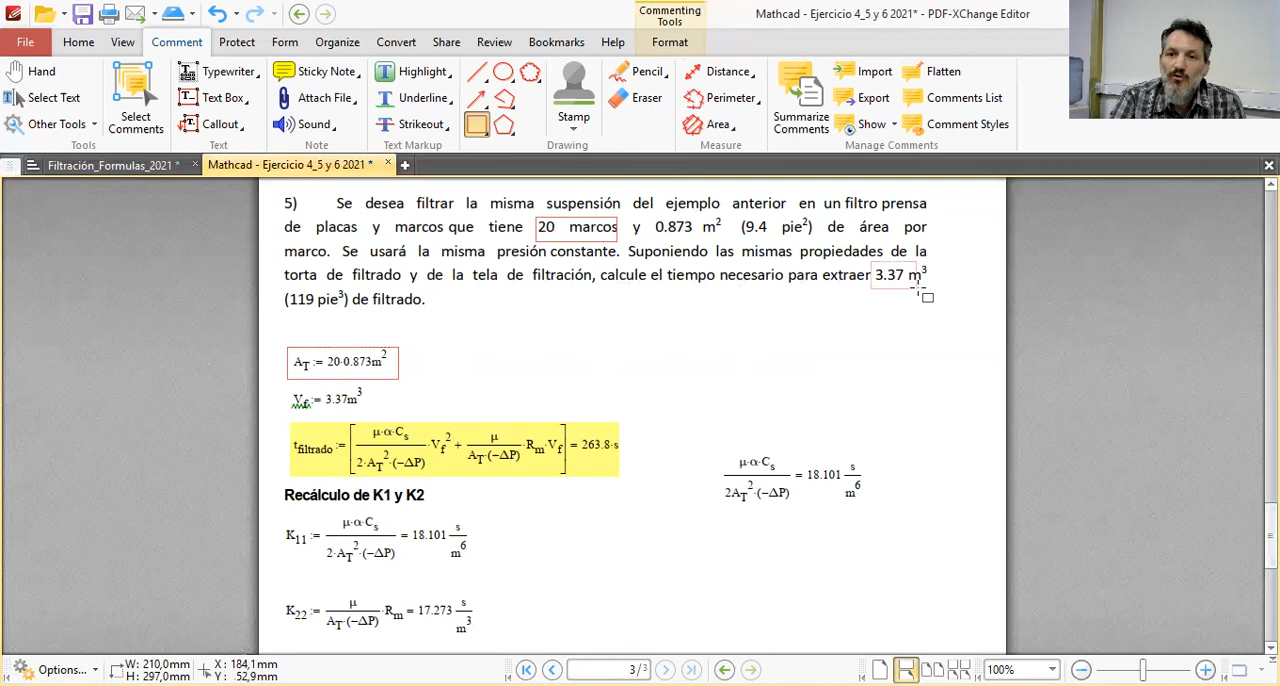 Commenting
Tools
Mathcad - Ejercicio 4_5 y 6 2021* - PDF-XChange Editor
File Home View Comment Protect Form Organize Convert Share Review Bookmarks Help Format
Hand
Select Text
Other Tools
Select
Comments
Tools
Typewriter
Text Box
Callout
Text
Sticky Note
Attach File
Sound
Note
Highlight
Underline
Strikeout
Text Markup
Pencil
Eraser
Stamp
Drawing
Distance
Perimeter
Area
Measure
Summarize
Comments
Import
Export
Show
Flatten
Comments List
Comment Styles
Manage Comments
Filtración_Formulas_2021 *
Mathcad - Ejercicio 4_5 y 6 2021 *
5) Se desea filtrar la misma suspensión del ejemplo anterior en un filtro prensa
de placas y marcos que tiene 20 marcos y 0.873 m² (9.4 pie²) de área por
marco. Se usará la misma presión constante. Suponiendo las mismas propiedades de la
torta de filtrado y de la tela de filtración, calcule el tiempo necesario para extraer 3.37 m³
(119 pie³) de filtrado.
A_T := 20·0.873m²
V_f := 3.37m³
t_filtrado := [ μ·α·C_s / 2·A_T²·(−ΔP) ·V_f² + μ / A_T·(−ΔP) ·R_m·V_f ] = 263.8·s
μ·α·C_s / 2A_T²·(−ΔP) = 18.101 s/m⁶
Recálculo de K1 y K2
K_11 := μ·α·C_s / 2·A_T²·(−ΔP) = 18.101 s/m⁶
K_22 := μ / A_T·(−ΔP) ·R_m = 17.273 s/m³
Options...
W: 210,0mm
H: 297,0mm
X: 184,1mm
Y: 52,9mm
3/3
100%